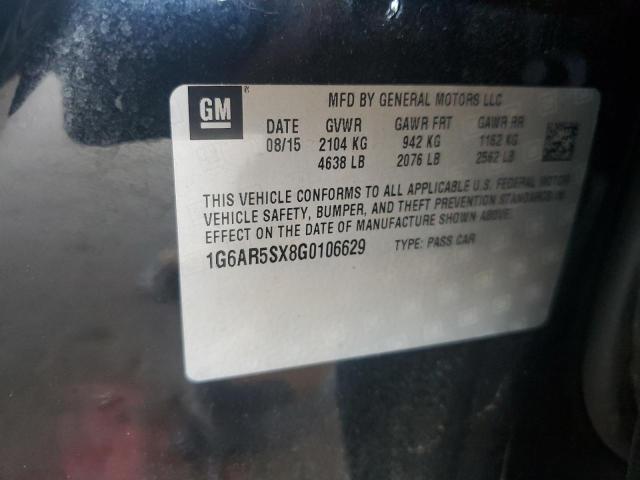 GM
MFD BY GENERAL MOTORS LLC
DATE GVWR GAWR FRT GAWR RR
08/15 2104 KG 942 KG 1162 KG
4638 LB 2076 LB 2562 LB
THIS VEHICLE CONFORMS TO ALL APPLICABLE U.S. FEDERAL MOTOR
VEHICLE SAFETY, BUMPER, AND THEFT PREVENTION STANDARDS IN
EFFECT ON THE DATE OF MANUFACTURE SHOWN ABOVE.
1G6AR5SX8G0106629 TYPE: PASS CAR